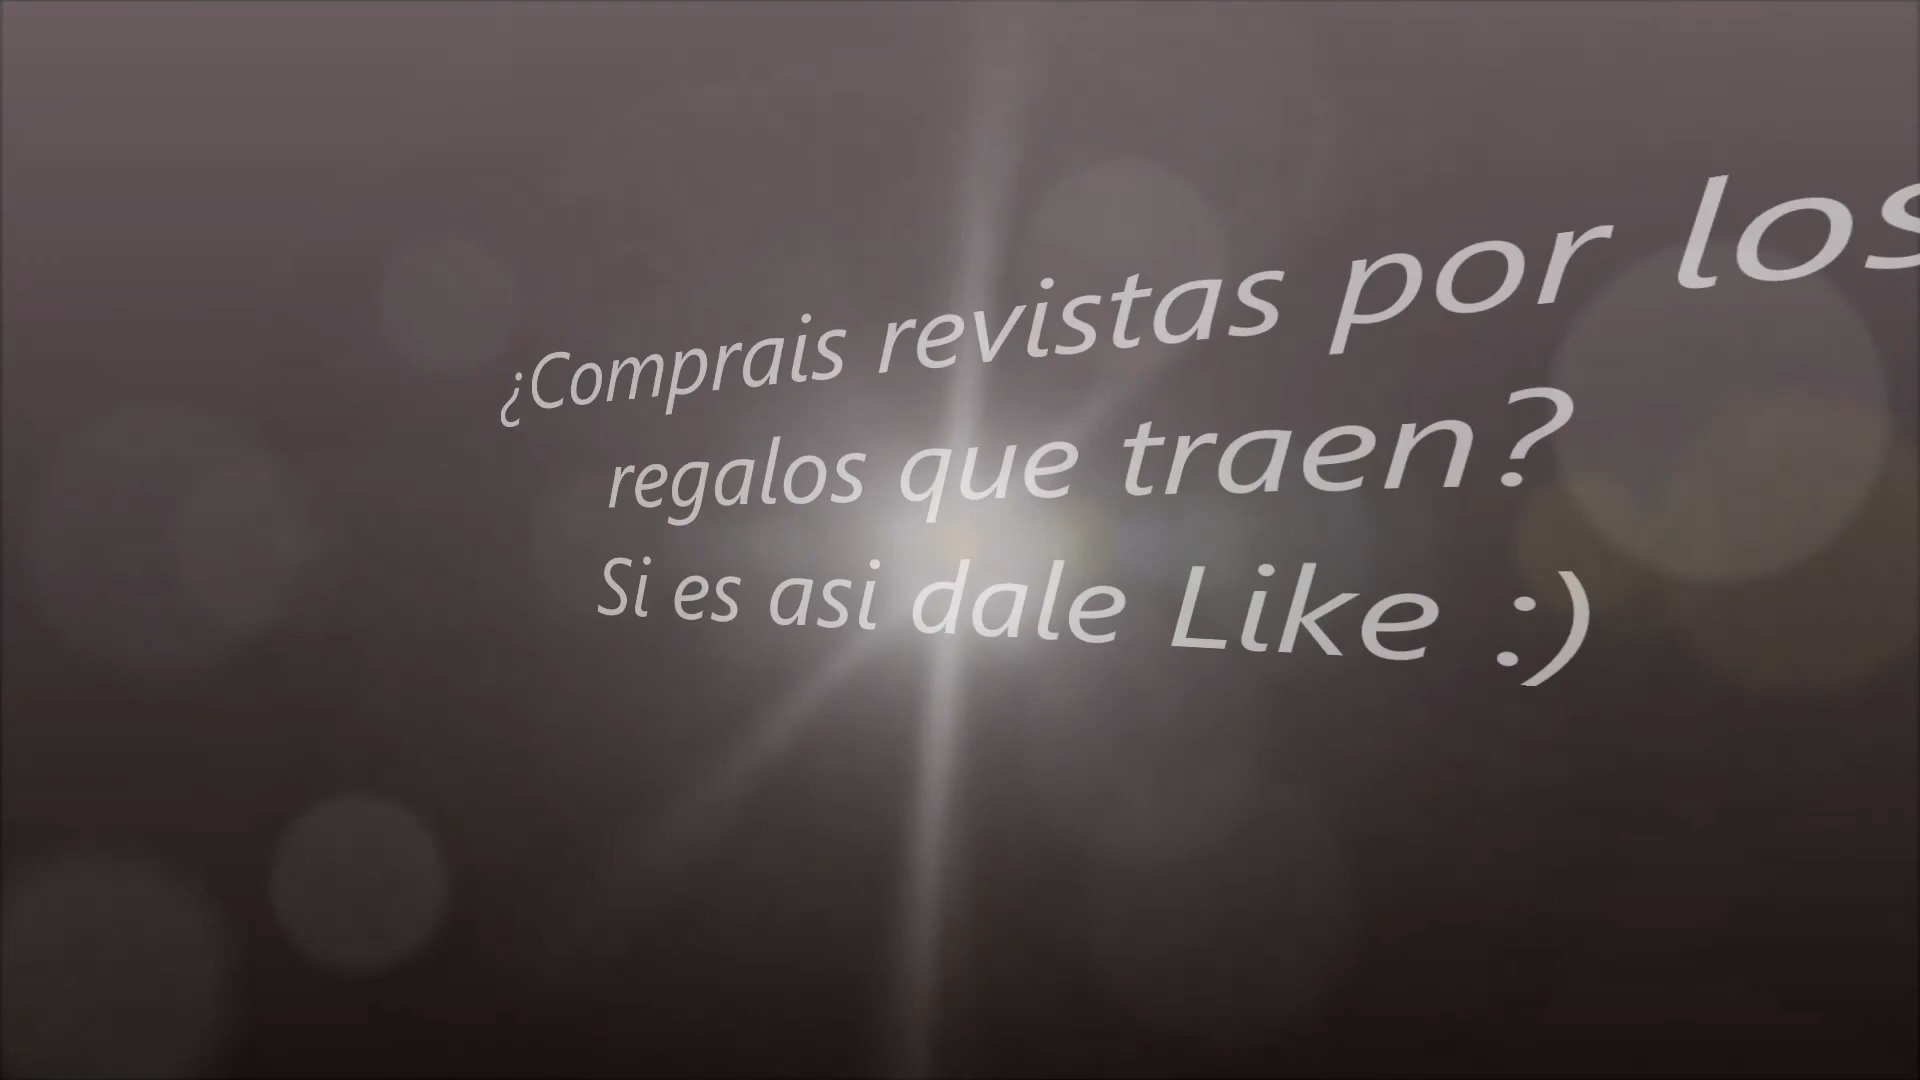 ¿Comprais revistas por los
regalos que traen?
Si es asi dale Like :)